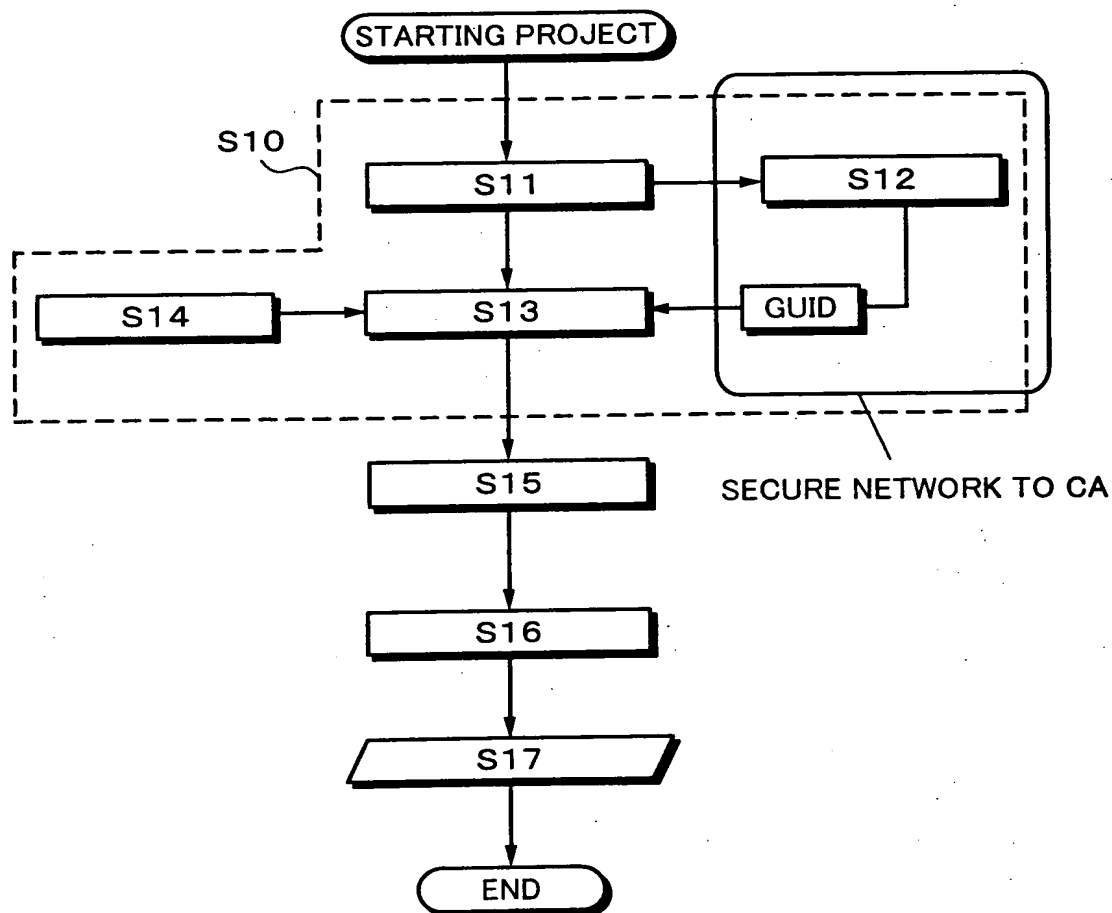 STARTING PROJECT
S10
S11
S12
S14
S13
GUID
S15
SECURE NETWORK TO CA
S16
S17
END